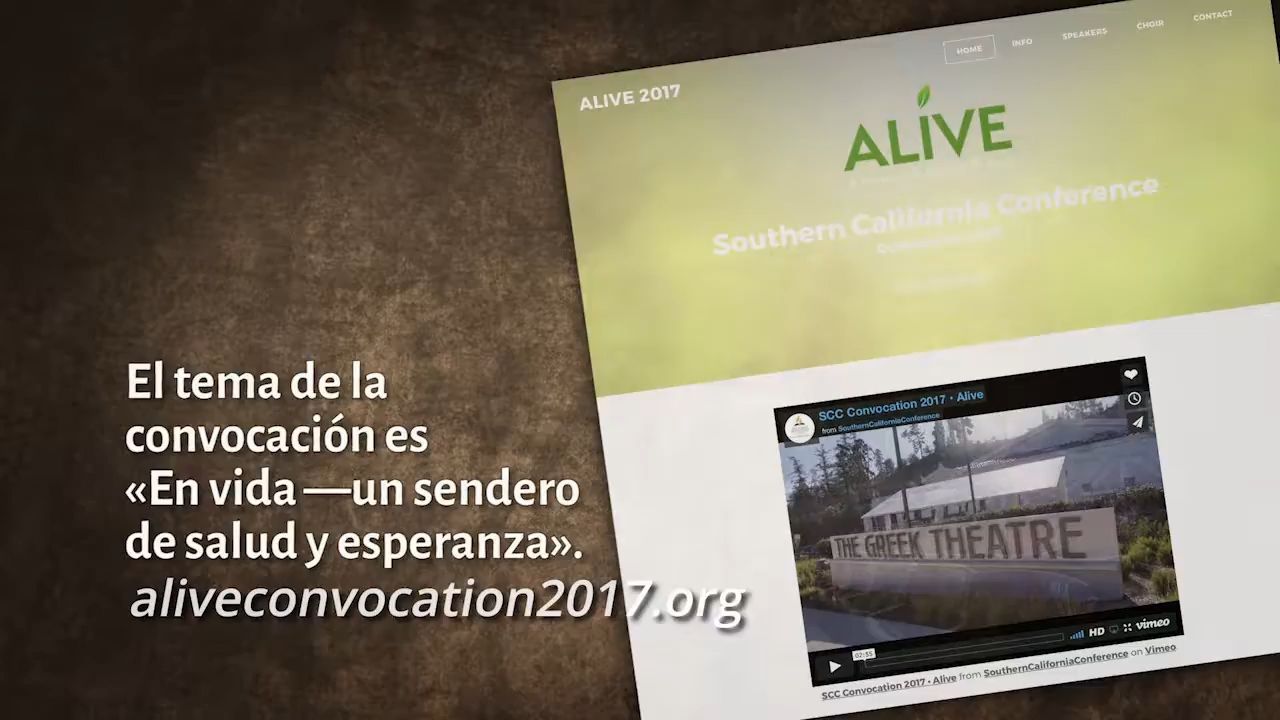 El tema de la
convocación es
«En vida —un sendero
de salud y esperanza».
aliveconvocation2017.org
ALIVE 2017
HOME INFO SPEAKERS CHOIR CONTACT
ALIVE
Southern California Conference
SCC Convocation 2017 • Alive
from SouthernCaliforniaConference
THE GREEK THEATRE
02:55
HD vimeo
SCC Convocation 2017 • Alive from SouthernCaliforniaConference on Vimeo